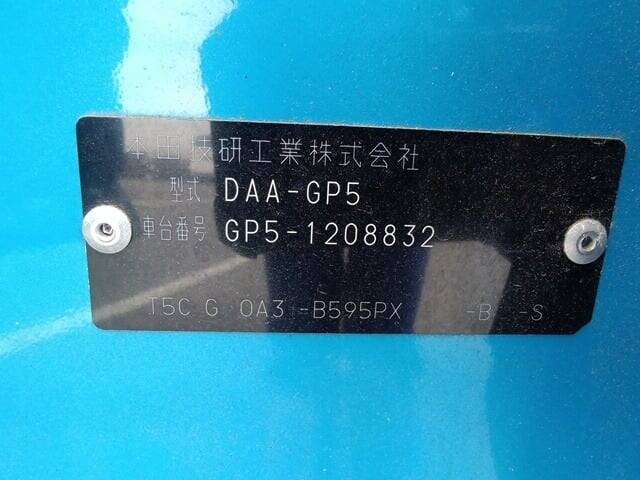 本田技研工業株式会社
型式 DAA-GP5
車台番号 GP5-1208832
T5C G 0A3 -B595PX -B -S